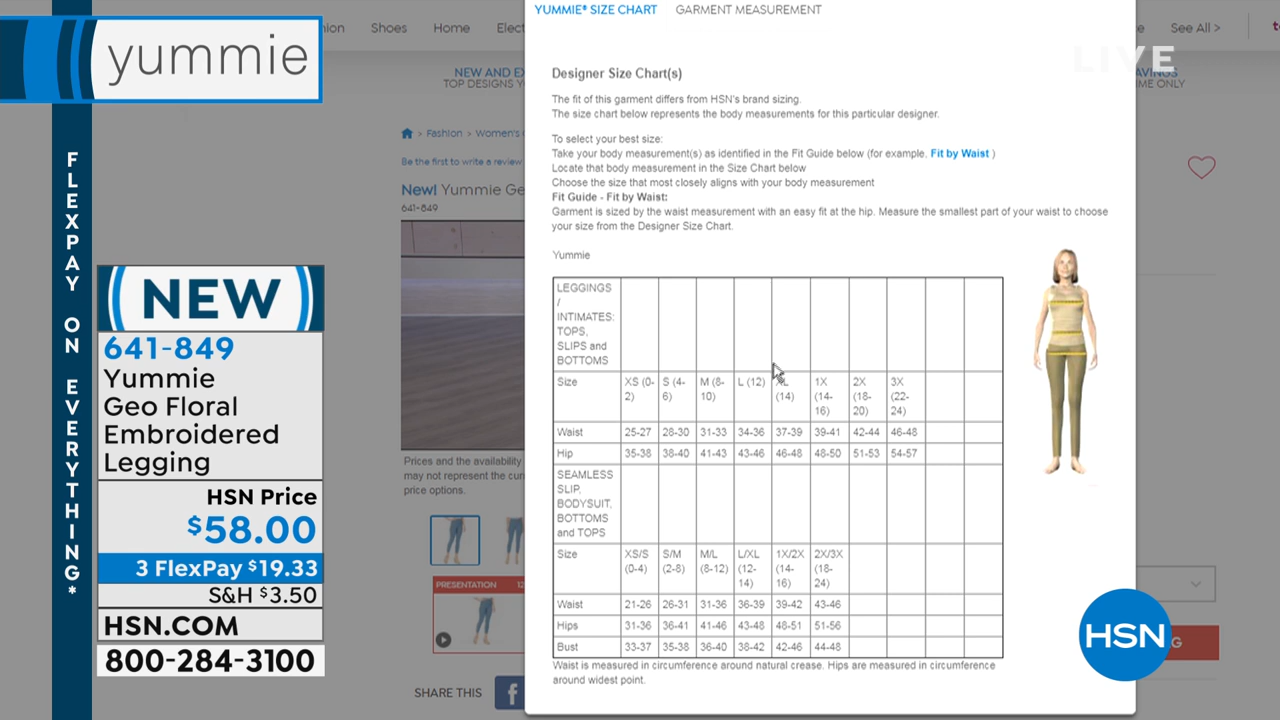 yummie
FLEXPAY ON EVERYTHING*
NEW
641-849
Yummie
Geo Floral
Embroidered
Legging
HSN Price
$58.00
3 FlexPay $19.33
S&H $3.50
HSN.COM
800-284-3100
Shoes
Home
See All >
LIVE
NEW AND
TOP DESIGNS
TIME ONLY
> Fashion > Women's
Be the first to write a review
New! Yummie
641-849
Prices and the availability
may not represent the
price options.
PRESENTATION
SHARE THIS
f
YUMMIE® SIZE CHART GARMENT MEASUREMENT
Designer Size Chart(s)
The fit of this garment differs from HSN's brand sizing.
The size chart below represents the body measurements for this particular designer.
To select your best size:
Take your body measurement(s) as identified in the Fit Guide below (for example, Fit by Waist )
Locate that body measurement in the Size Chart below
Choose the size that most closely aligns with your body measurement
Fit Guide - Fit by Waist:
Garment is sized by the waist measurement with an easy fit at the hip. Measure the smallest part of your waist to choose
your size from the Designer Size Chart.
Yummie
LEGGINGS
/
INTIMATES:
TOPS,
SLIPS and
BOTTOMS
Size XS (0-2) S (4-6) M (8-10) L (12) XL (14) 1X (14-16) 2X (18-20) 3X (22-24)
Waist 25-27 28-30 31-33 34-36 37-39 39-41 42-44 46-48
Hip 35-38 38-40 41-43 43-46 46-48 48-50 51-53 54-57
SEAMLESS
SLIP,
BODYSUIT,
BOTTOMS
and TOPS
Size XS/S (0-4) S/M (2-8) M/L (8-12) L/XL (12-14) 1X/2X (14-16) 2X/3X (18-24)
Waist 21-26 26-31 31-36 36-39 39-42 43-46
Hips 31-36 36-41 41-46 43-48 48-51 51-56
Bust 33-37 35-38 36-40 38-42 42-46 44-48
Waist is measured in circumference around natural crease. Hips are measured in circumference
around widest point.
HSN